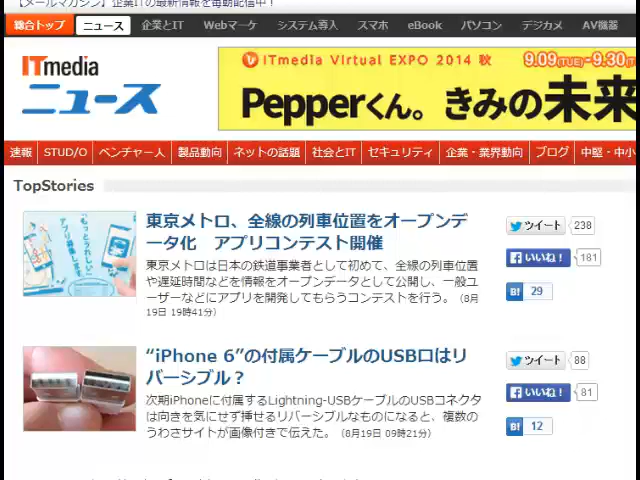 【メールマガジン】企業ITの最新情報を毎朝配信中！
総合トップ ニュース 企業とIT Webマーケ システム導入 スマホ eBook パソコン デジカメ AV機器
ITmedia
ニュース
ITmedia Virtual EXPO 2014 秋 9.09(TUE)-9.30
Pepperくん。きみの未来
速報 STUD/O ベンチャー人 製品動向 ネットの話題 社会とIT セキュリティ 企業・業界動向 ブログ 中堅・中小
TopStories
東京メトロ、全線の列車位置をオープンデ
ータ化 アプリコンテスト開催
東京メトロは日本の鉄道事業者として初めて、全線の列車位置
や遅延時間などを情報をオープンデータとして公開し、一般ユ
ーザーなどにアプリを開発してもらうコンテストを行う。（8月
19日 19時41分）
ツイート 238
いいね！ 181
B! 29
“iPhone 6”の付属ケーブルのUSB口はリ
バーシブル？
次期iPhoneに付属するLightning-USBケーブルのUSBコネクタ
は向きを気にせず挿せるリバーシブルなものになると、複数の
うわさサイトが画像付きで伝えた。（8月19日 09時21分）
ツイート 88
いいね！ 81
B! 12